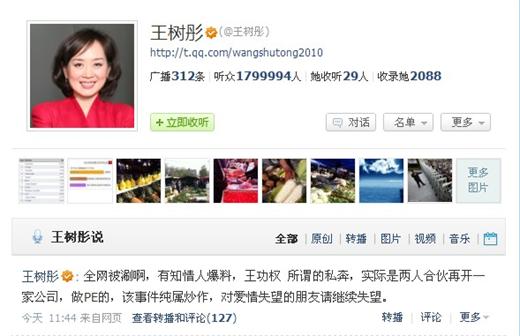 王树彤 (@王树彤)
http://t.qq.com/wangshutong2010
广播312条 | 听众1799994人 | 她收听29人 | 收录她2088
+立即收听
对话 名单 更多
更多
图片
王树彤说
全部 | 原创 | 转播 | 图片 | 视频 | 音乐
王树彤：全网被涮啊，有知情人爆料，王功权 所谓的私奔，实际是两人合伙再开一
家公司，做PE的，该事件纯属炒作，对爱情失望的朋友请继续失望。
今天 11:44 来自网页 查看转播和评论(127) 转播 | 评论 | 更多